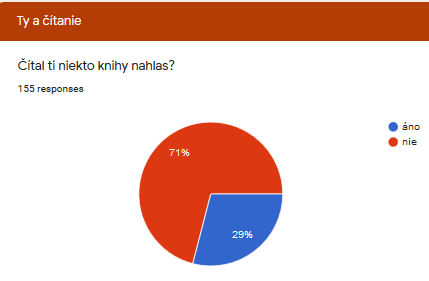 Ty a čítanie
Čítal ti niekto knihy nahlas?
155 responses
áno
nie
71%
29%